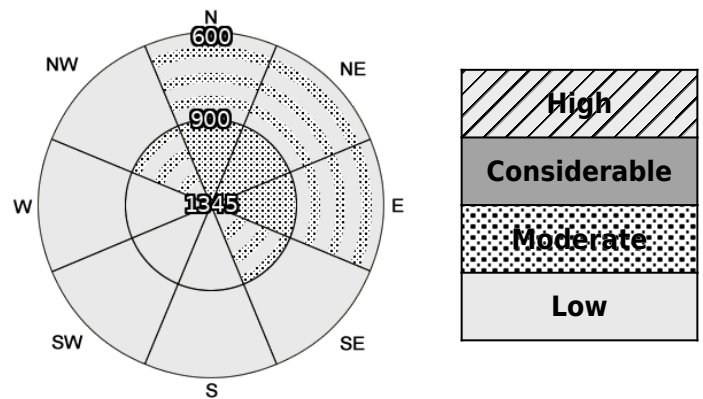 N
600
NW
NE
High
900
Considerable
W
1345
E
Moderate
Low
SW
SE
S